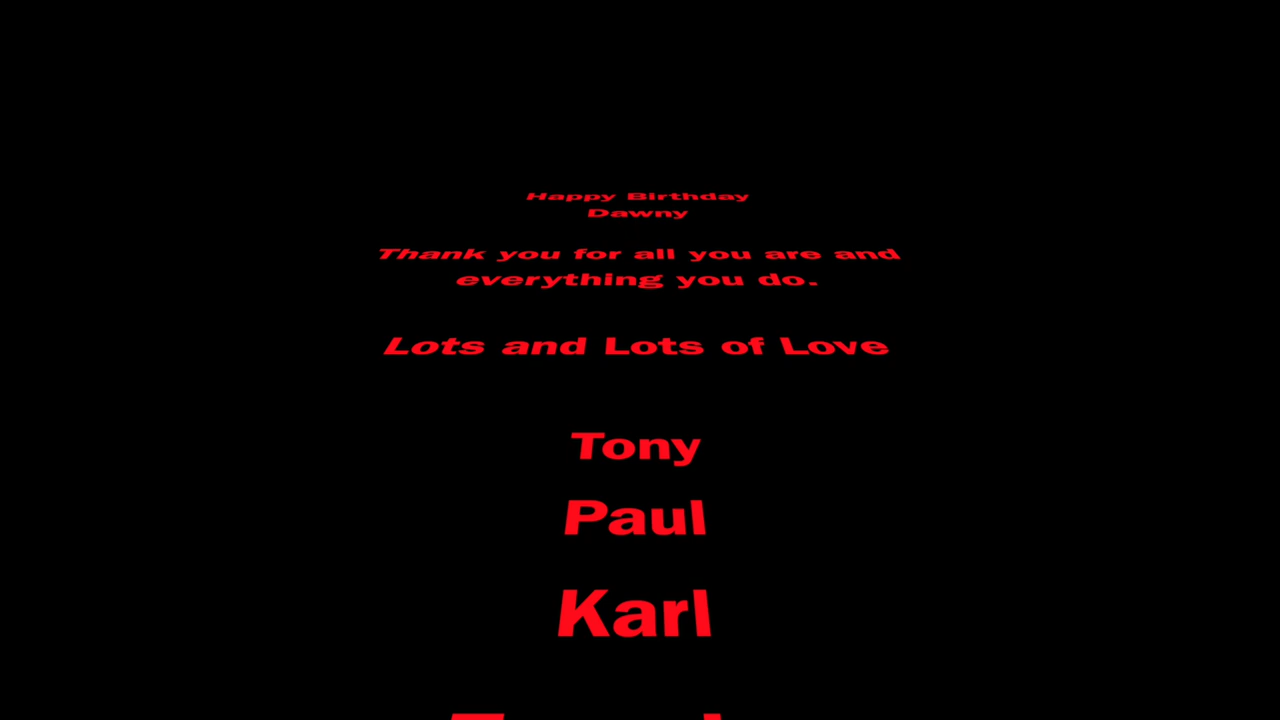 Happy Birthday
Dawny
Thank you for all you are and
everything you do.
Lots and Lots of Love
Tony
Paul
Karl